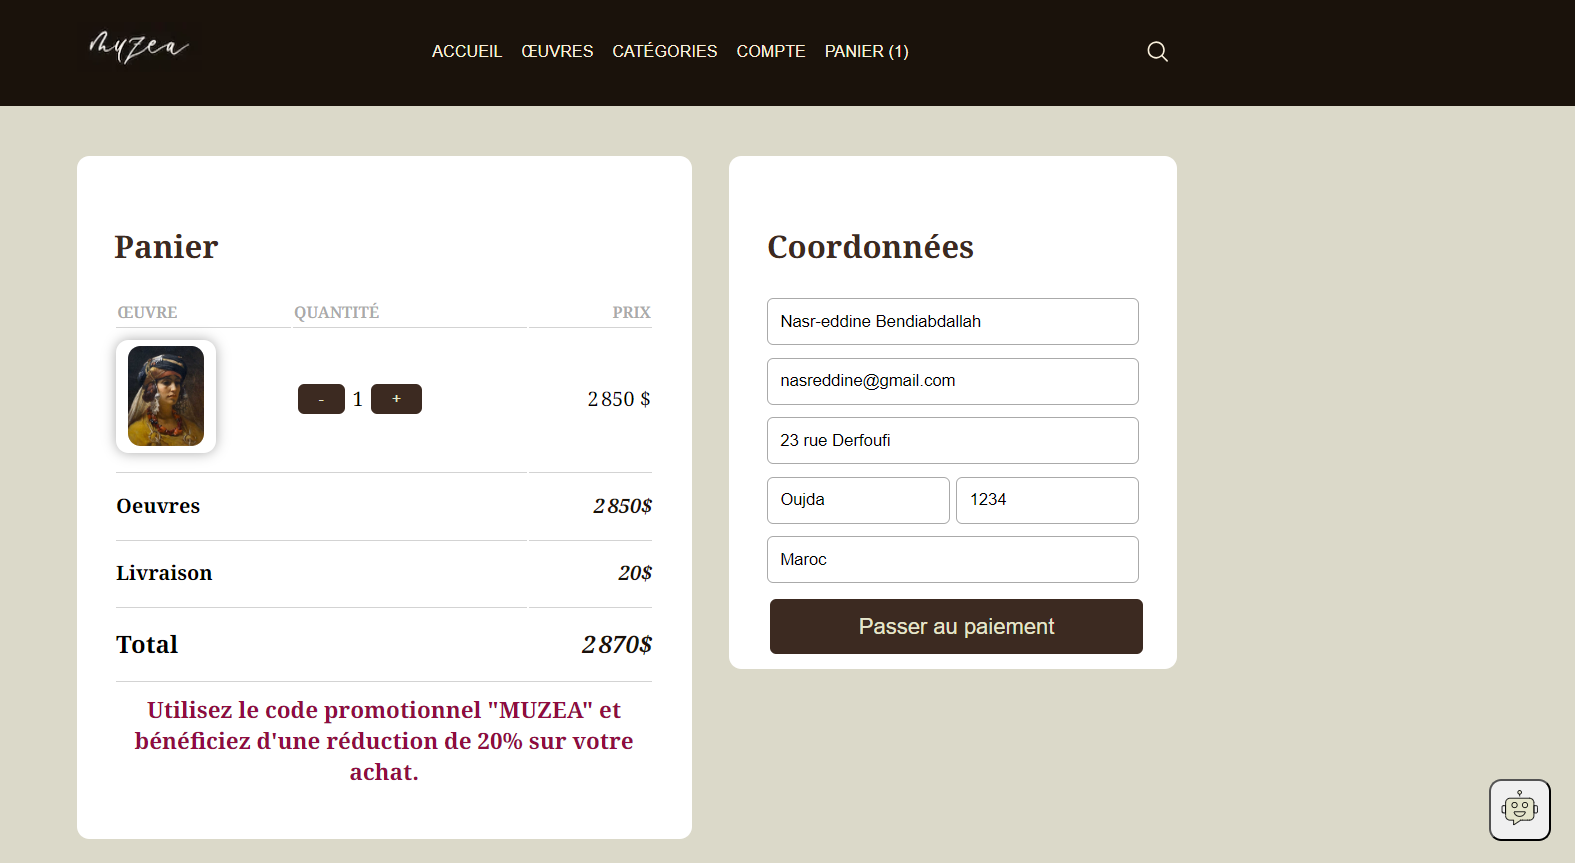 Muzea
ACCUEIL ŒUVRES CATÉGORIES COMPTE PANIER (1)
Panier
ŒUVRE QUANTITÉ PRIX
- 1 + 2 850 $
Oeuvres 2 850$
Livraison 20$
Total 2 870$
Utilisez le code promotionnel "MUZEA" et
bénéficiez d'une réduction de 20% sur votre
achat.
Coordonnées
Nasr-eddine Bendiabdallah
nasreddine@gmail.com
23 rue Derfoufi
Oujda 1234
Maroc
Passer au paiement